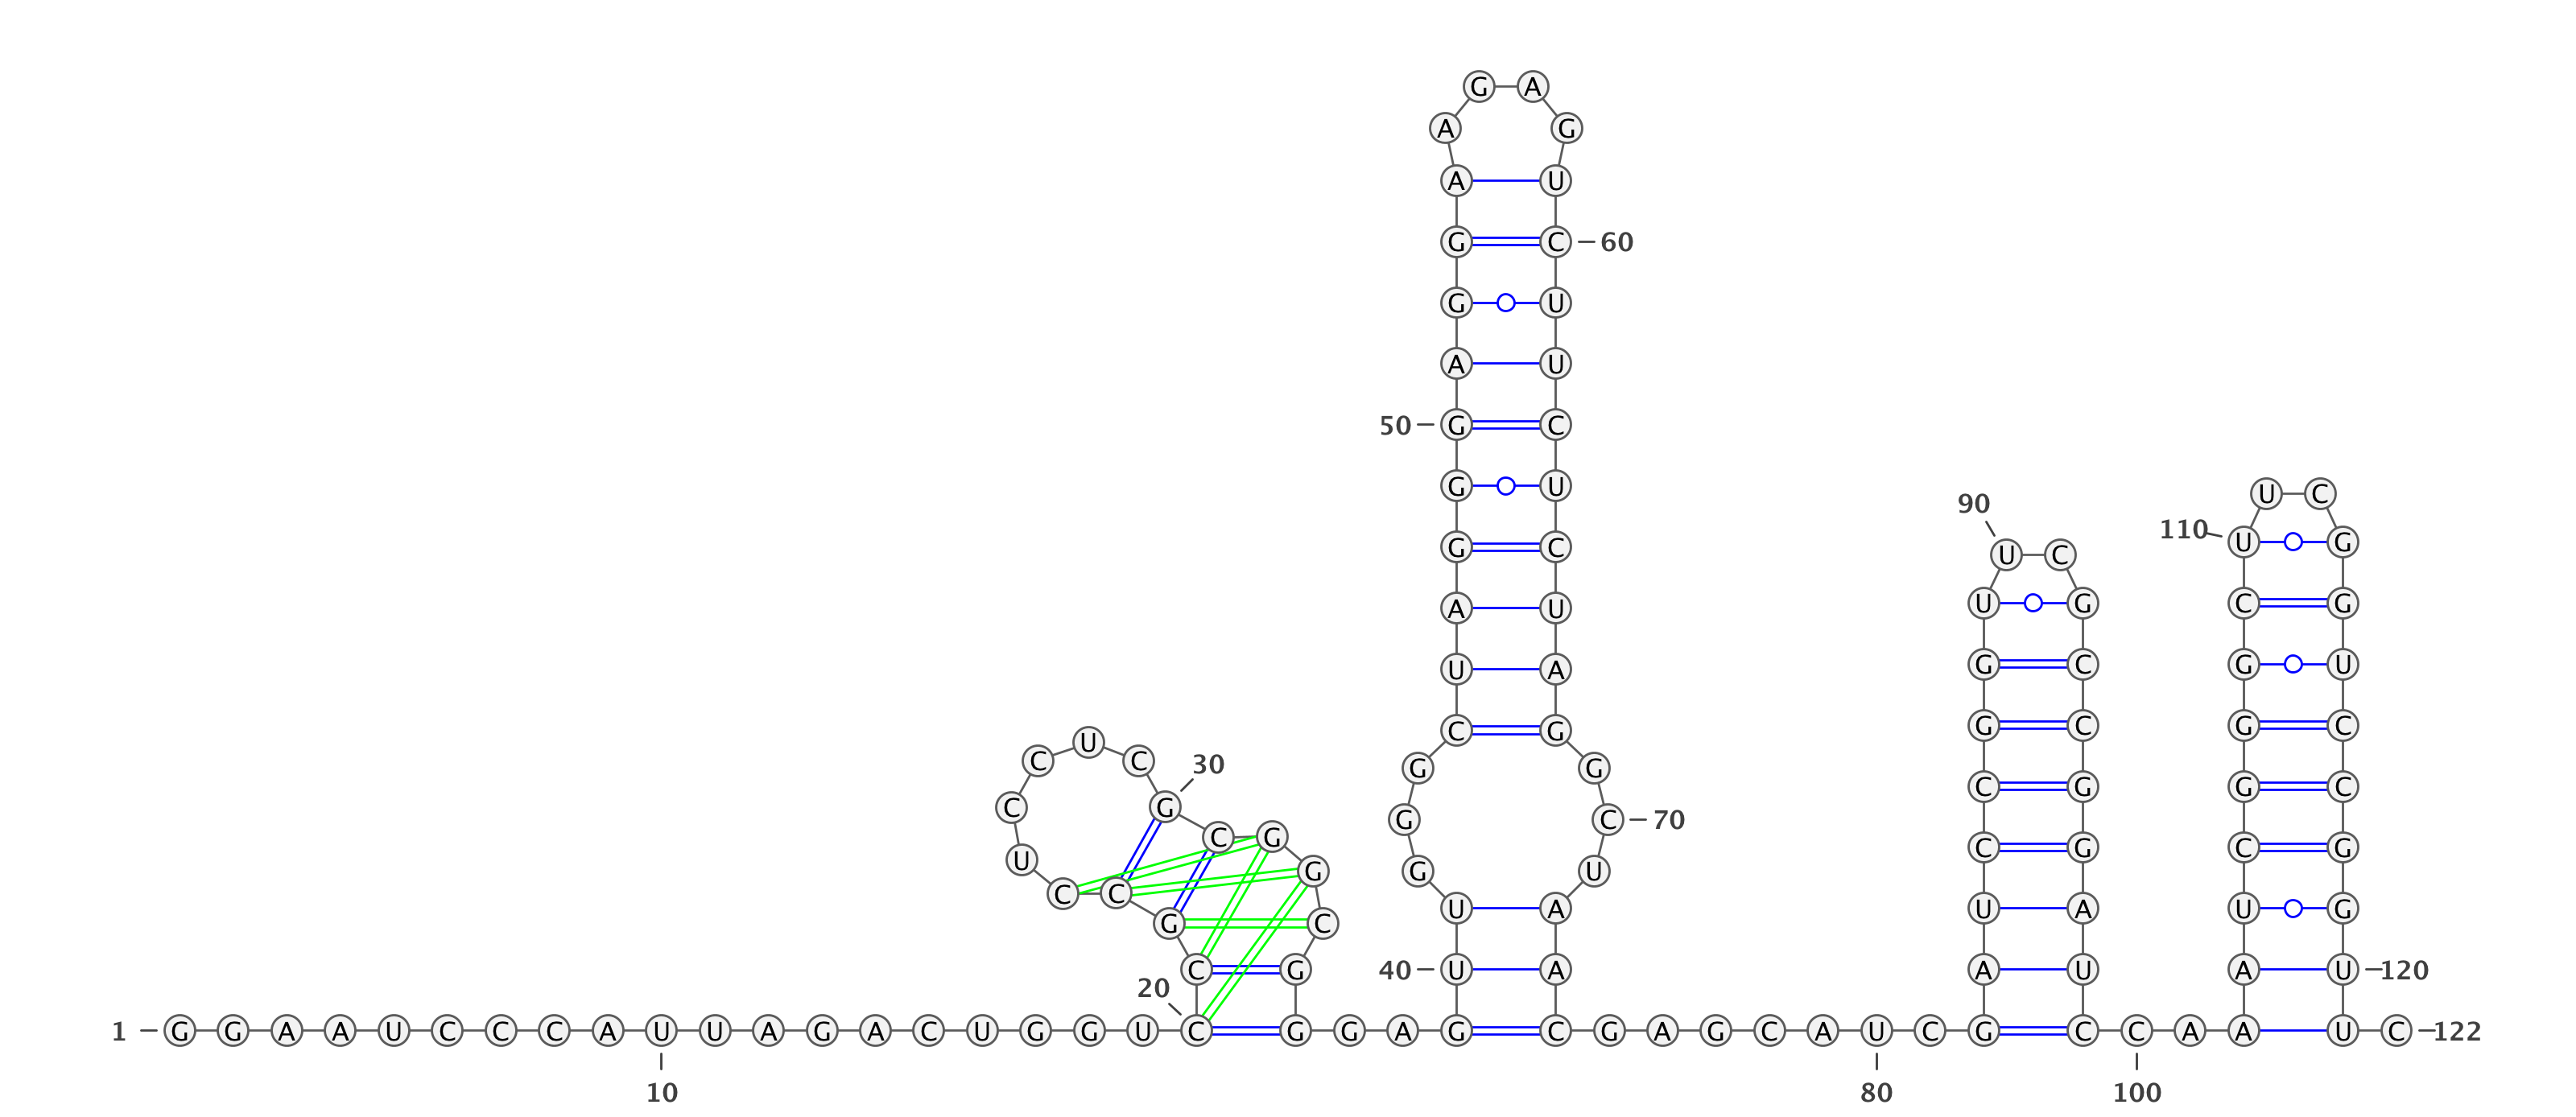 G A
A G
A U
G C 60
G U
A U
50 G C
G U U C
90
110 U G
G C U C
A U U G C G
U A G C G U
C G G C G C
U
C C 30 G G
C G G C
C G
G C 70
C G
C G C G
U G G U
C C
U A U A U G
G C
C G 40 U A A U A U 120
20
1 G G A A U C C C A U U A G A C U G G U C G G A G C G A G C A U C G C C A A U C 122
10 80 100